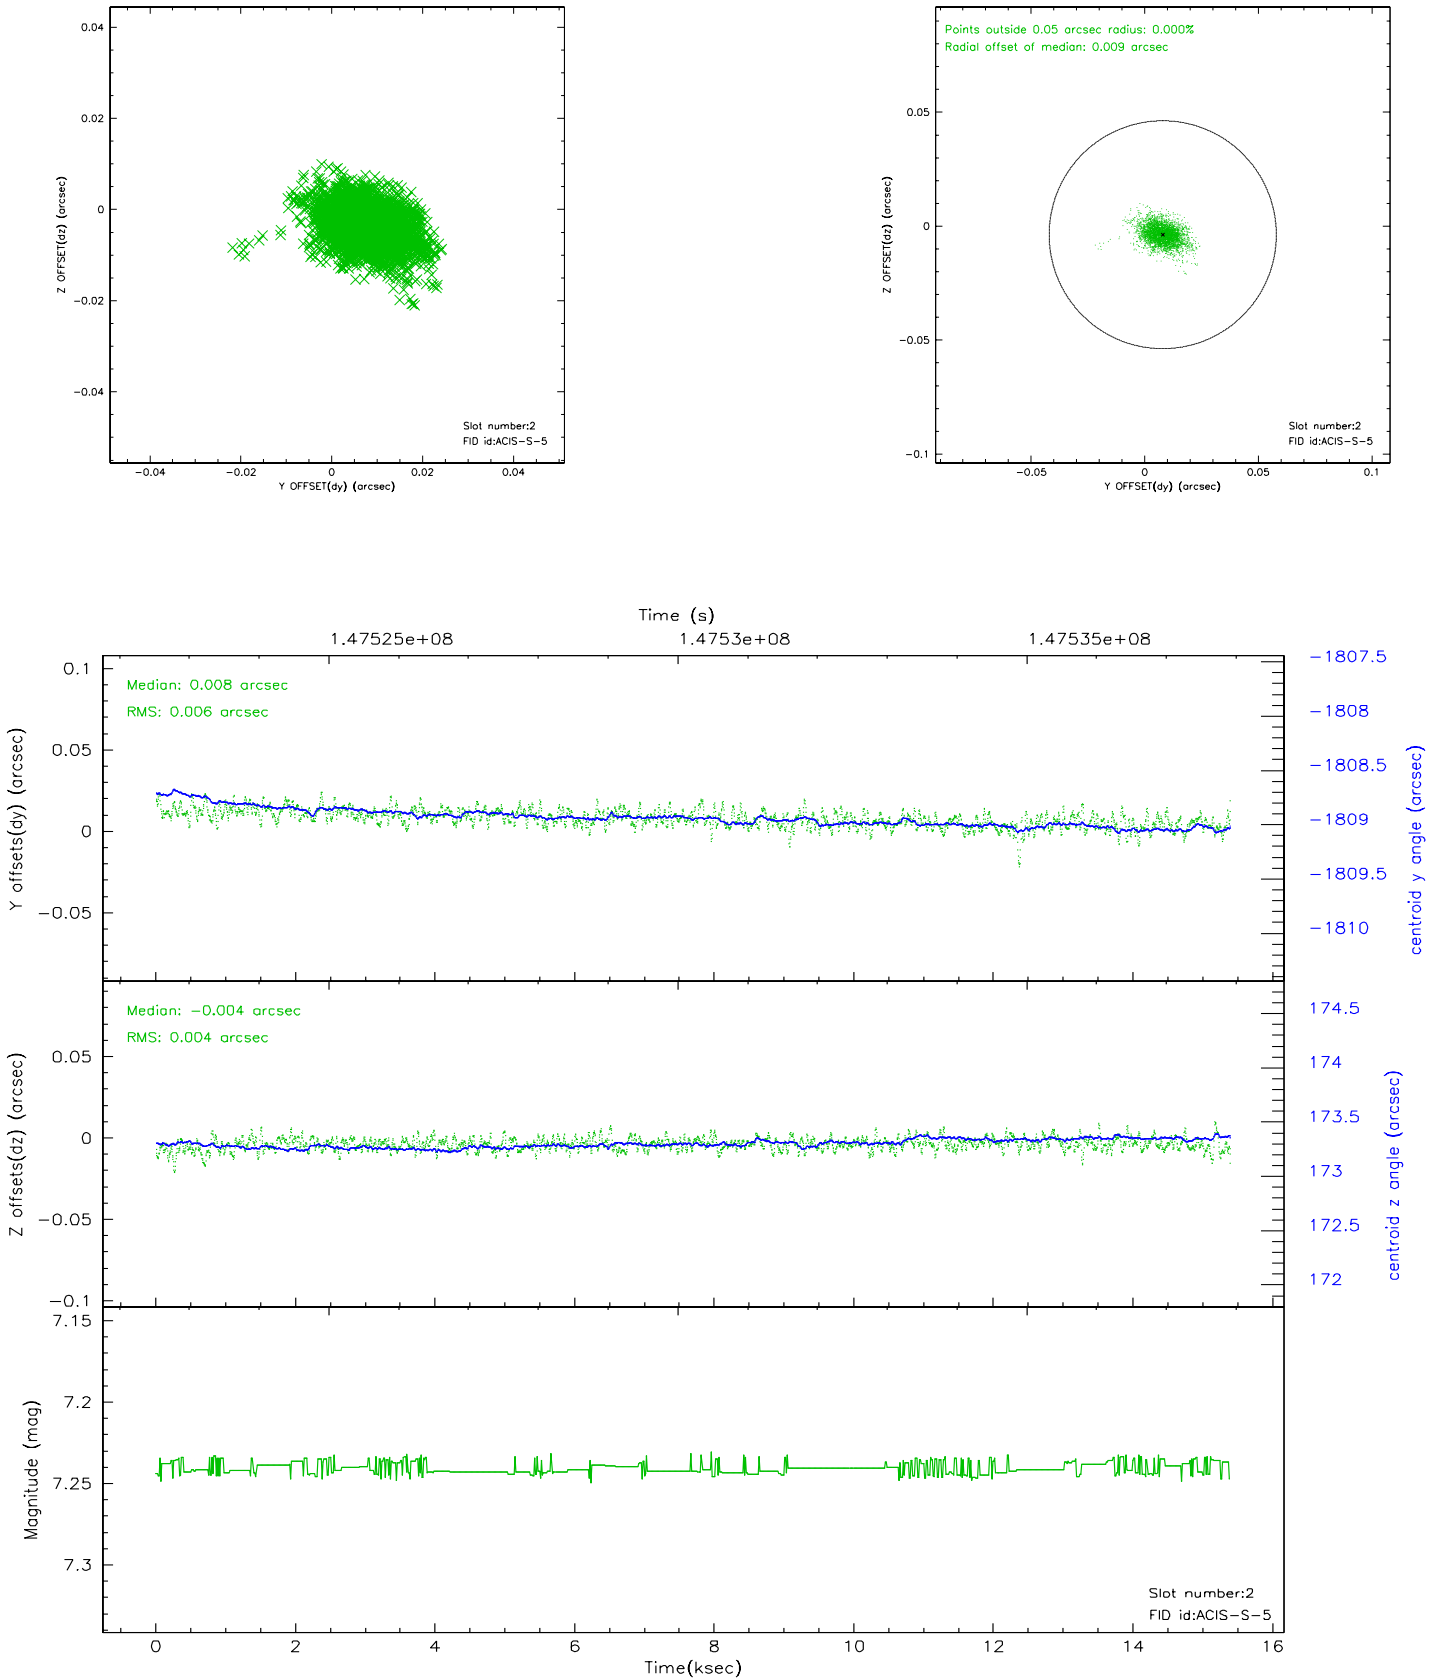 0.04
0.02
0
−0.02
−0.04
Z OFFSET(dz) (arcsec)
Slot number:2
FID id:ACIS−S−5
−0.04 −0.02 0 0.02 0.04
Y OFFSET(dy) (arcsec)
Points outside 0.05 arcsec radius: 0.000%
Radial offset of median: 0.009 arcsec
0.05
0
−0.05
−0.1
Z OFFSET(dz) (arcsec)
Slot number:2
FID id:ACIS−S−5
−0.05 0 0.05 0.1
Y OFFSET(dy) (arcsec)
Time (s)
1.47525e+08 1.4753e+08 1.47535e+08
Median: 0.008 arcsec
RMS: 0.006 arcsec
0.1
0.05
0
−0.05
Y offsets(dy) (arcsec)
−1807.5
−1808
−1808.5
−1809
−1809.5
−1810
centroid y angle (arcsec)
Median: −0.004 arcsec
RMS: 0.004 arcsec
0.05
0
−0.05
−0.1
Z offsets(dz) (arcsec)
174.5
174
173.5
173
172.5
172
centroid z angle (arcsec)
7.15
7.2
7.25
7.3
Magnitude (mag)
Slot number:2
FID id:ACIS−S−5
0 2 4 6 8 10 12 14 16
Time(ksec)